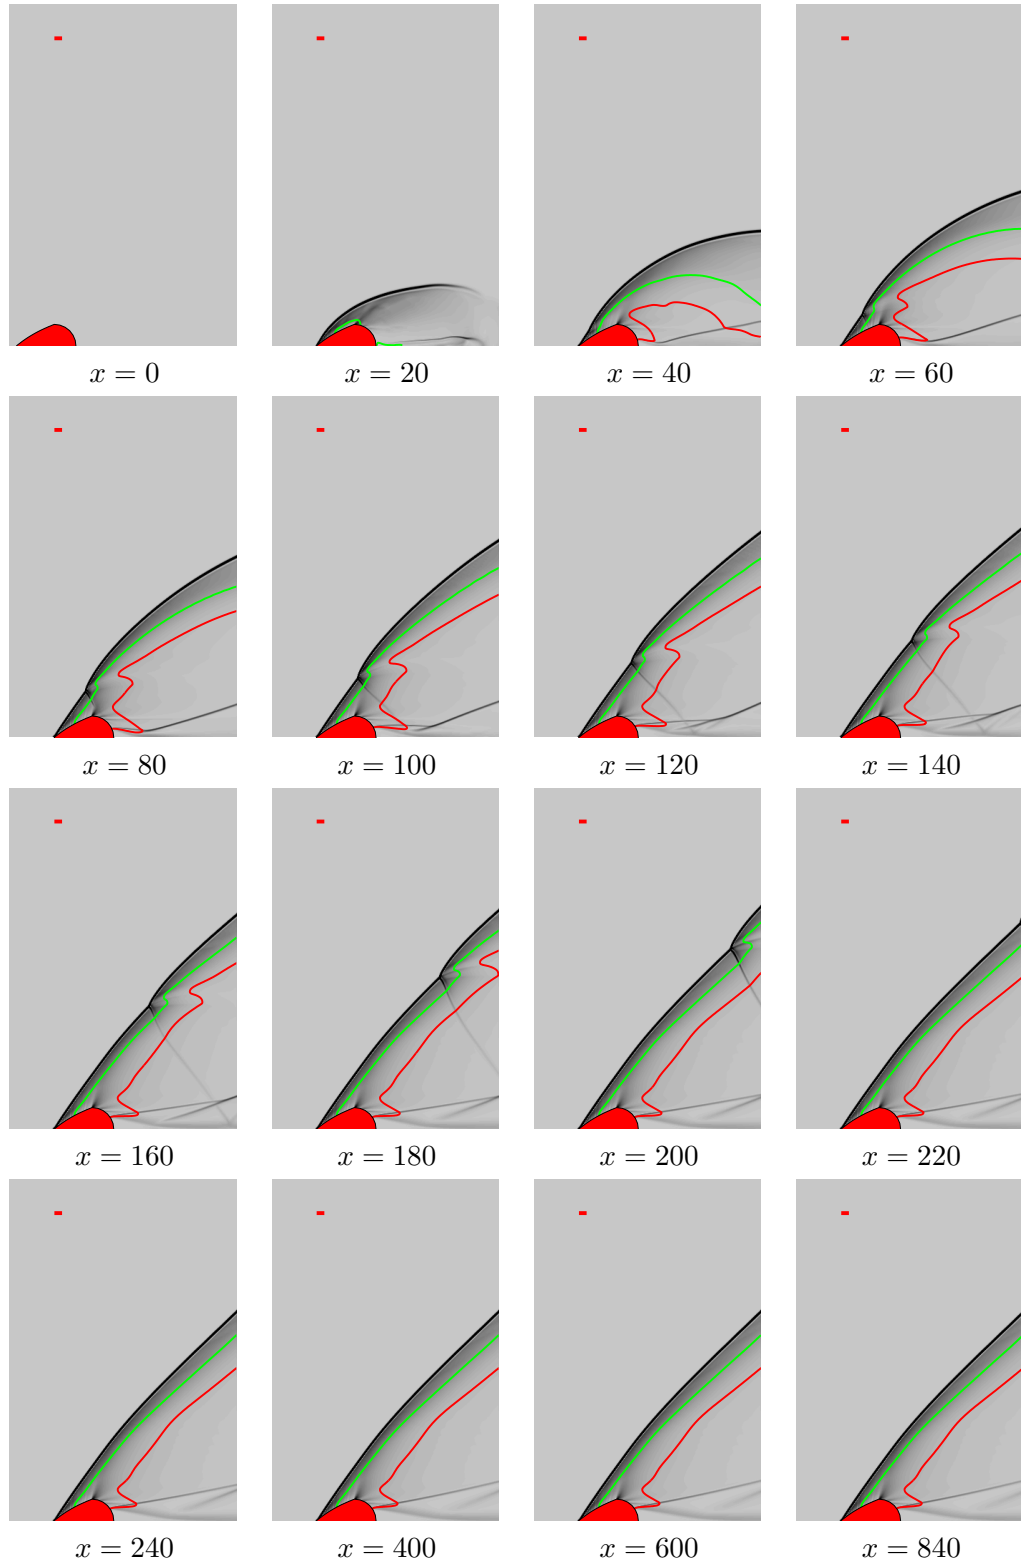 x = 0 x = 20 x = 40 x = 60
x = 80 x = 100 x = 120 x = 140
x = 160 x = 180 x = 200 x = 220
x = 240 x = 400 x = 600 x = 840